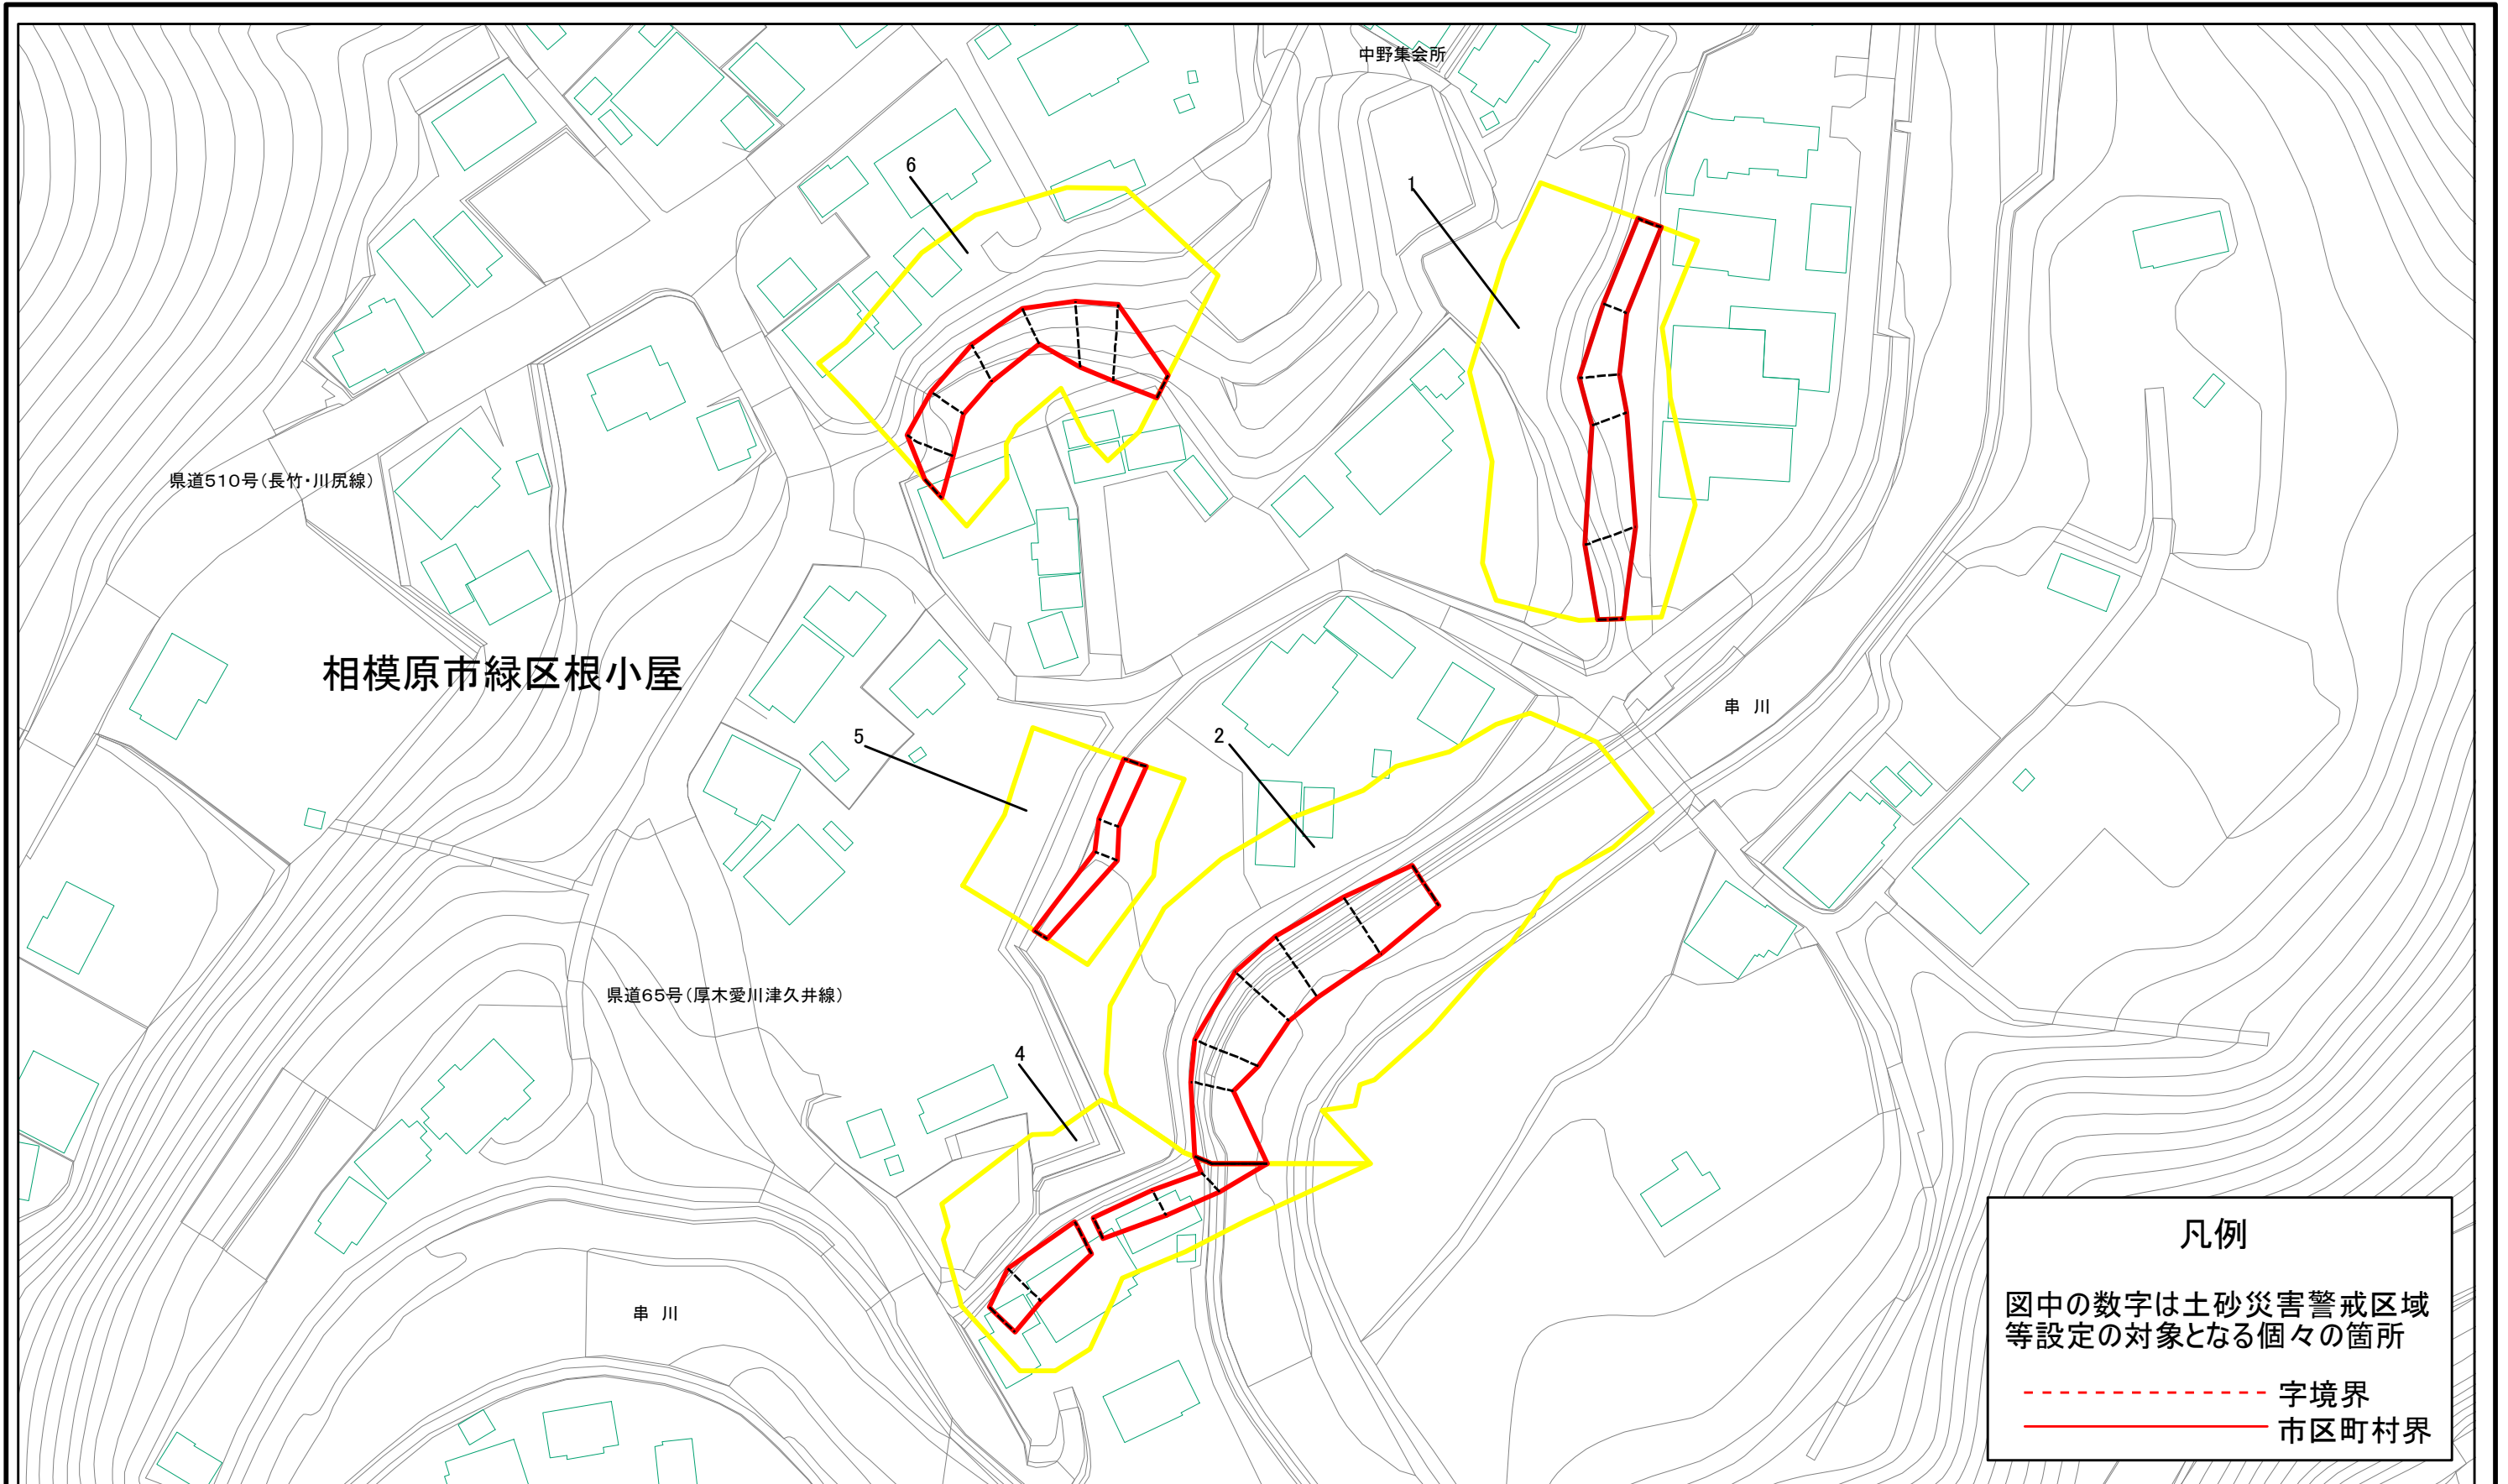 中野集会所
6
1
県道510号(長竹・川尻線)
相模原市緑区根小屋
串 川
5
2
県道65号(厚木愛川津久井線)
4
串 川
凡例
図中の数字は土砂災害警戒区域
等設定の対象となる個々の箇所
字境界
市区町村界